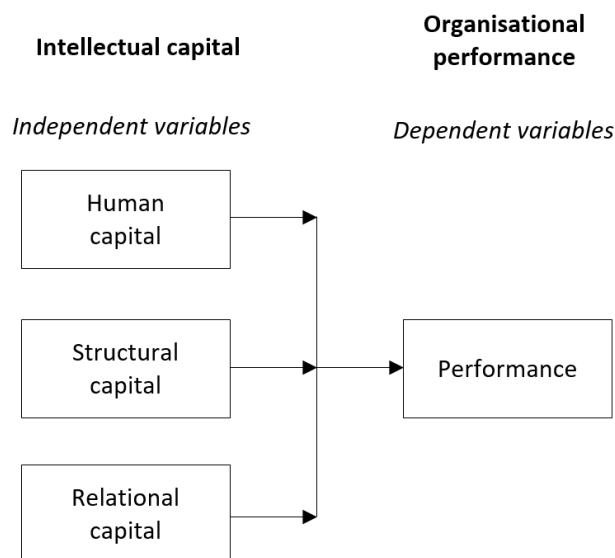 Intellectual capital
Organisational
performance
Independent variables
Dependent variables
Human
capital
Structural
capital
Performance
Relational
capital